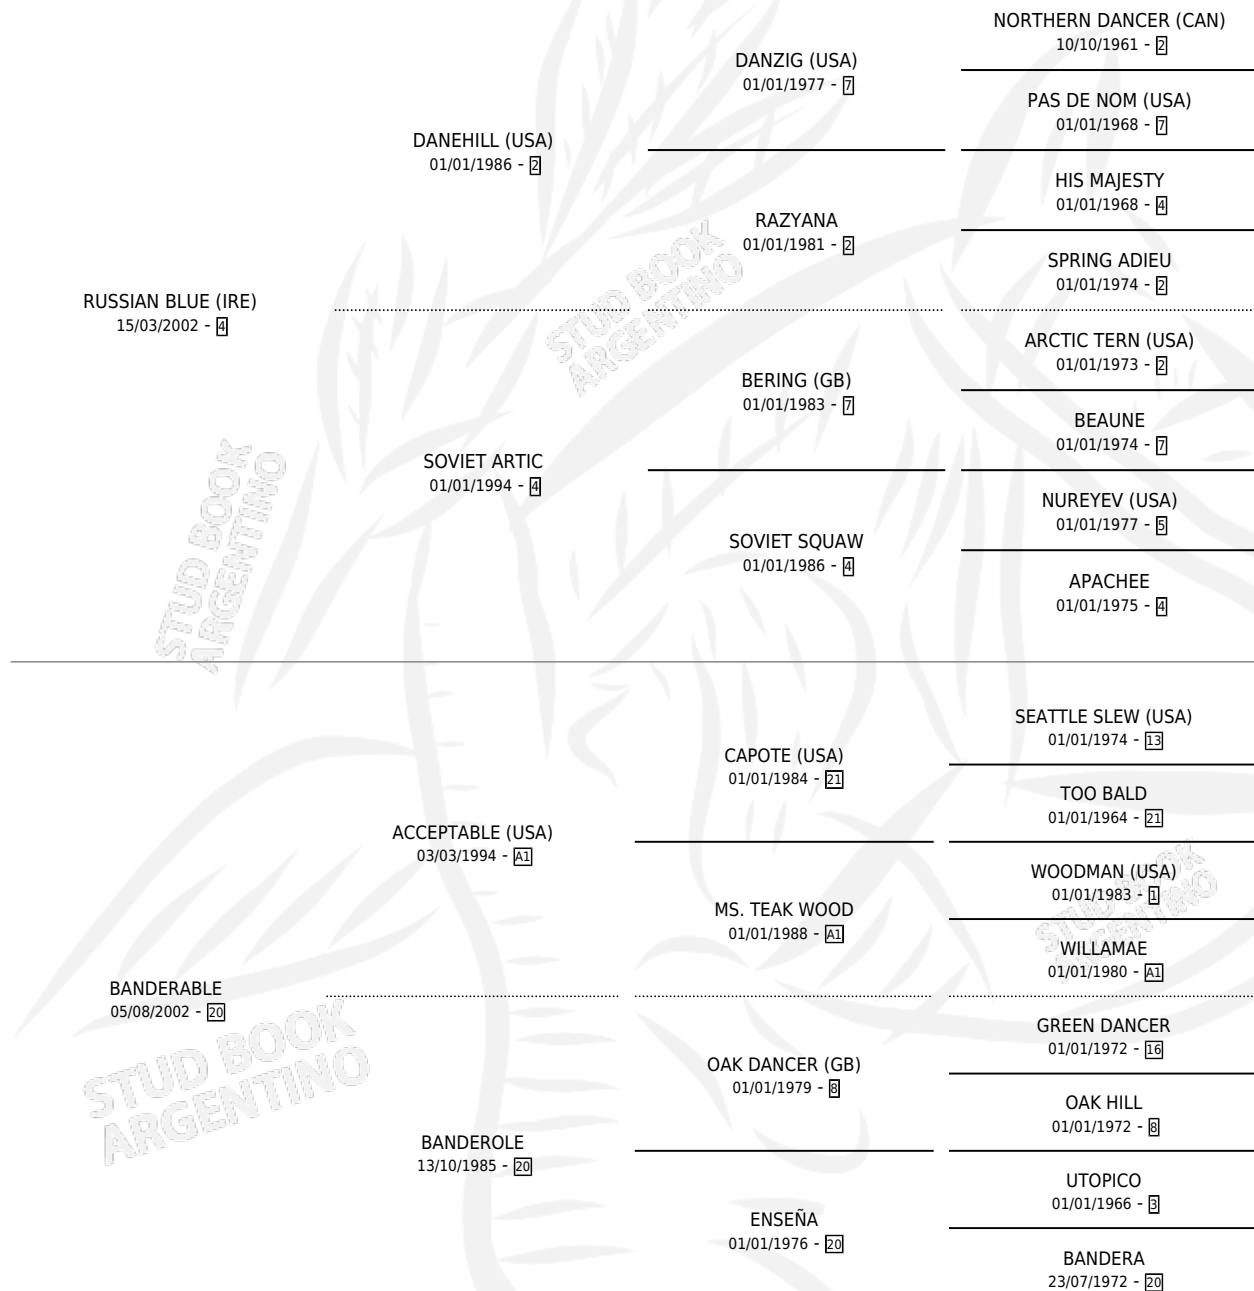 NORTHERN DANCER (CAN)
10/10/1961 - 2
DANZIG (USA)
01/01/1977 - 7
PAS DE NOM (USA)
01/01/1968 - 7
DANEHILL (USA)
01/01/1986 - 2
HIS MAJESTY
01/01/1968 - 4
RAZYANA
01/01/1981 - 2
SPRING ADIEU
01/01/1974 - 2
RUSSIAN BLUE (IRE)
15/03/2002 - 4
ARCTIC TERN (USA)
01/01/1973 - 2
BERING (GB)
01/01/1983 - 7
BEAUNE
01/01/1974 - 7
SOVIET ARTIC
01/01/1994 - 4
NUREYEV (USA)
01/01/1977 - 5
SOVIET SQUAW
01/01/1986 - 4
APACHEE
01/01/1975 - 4
SEATTLE SLEW (USA)
01/01/1974 - 13
CAPOTE (USA)
01/01/1984 - 21
TOO BALD
01/01/1964 - 21
ACCEPTABLE (USA)
03/03/1994 - A1
WOODMAN (USA)
01/01/1983 - 1
MS. TEAK WOOD
01/01/1988 - A1
WILLAMAE
01/01/1980 - A1
BANDERABLE
05/08/2002 - 20
GREEN DANCER
01/01/1972 - 16
OAK DANCER (GB)
01/01/1979 - 8
OAK HILL
01/01/1972 - 8
BANDEROLE
13/10/1985 - 20
UTOPICO
01/01/1966 - 3
ENSEÑA
01/01/1976 - 20
BANDERA
23/07/1972 - 20
STUD BOOK
ARGENTINO
STUD BOOK
ARGENTINO
STUD BOOK
ARGENTINO
STUD BOOK
ARGENTINO